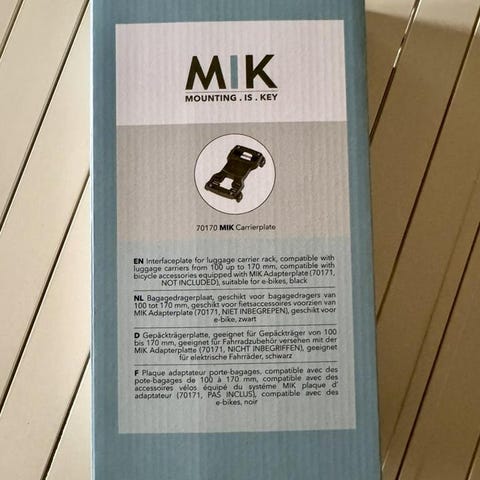 MIK
MOUNTING . IS . KEY
70170 MIK Carrierplate
EN Interfaceplate for luggage carrier rack, compatible with
luggage carriers from 100 up to 170 mm, compatible with
bicycle accessories equipped with MIK Adapterplate (70171,
NOT INCLUDED), suitable for e-bikes, black
NL Bagagedragerplaat, geschikt voor bagagedragers van
100 tot 170 mm, geschikt voor fietsaccessoires voorzien van
MIK Adapterplate (70171, NIET INBEGREPEN), geschikt voor
e-bike, zwart
D Gepäckträgerplatte, geeignet für Gepäckträger von 100
bis 170 mm, geeignet für Fahrradzubehör versehen mit der
MIK Adapterplatte (70171, NICHT INBEGRIFFEN), geeignet
für elektrische Fahrräder, schwarz
F Plaque adaptateur porte-bagages, compatible avec des
pote-bagages de 100 à 170 mm, compatible avec des
accessoires vélos équipé du système MIK plaque d'
adaptateur (70171, PAS INCLUS), compatible avec des
e-bikes, noir